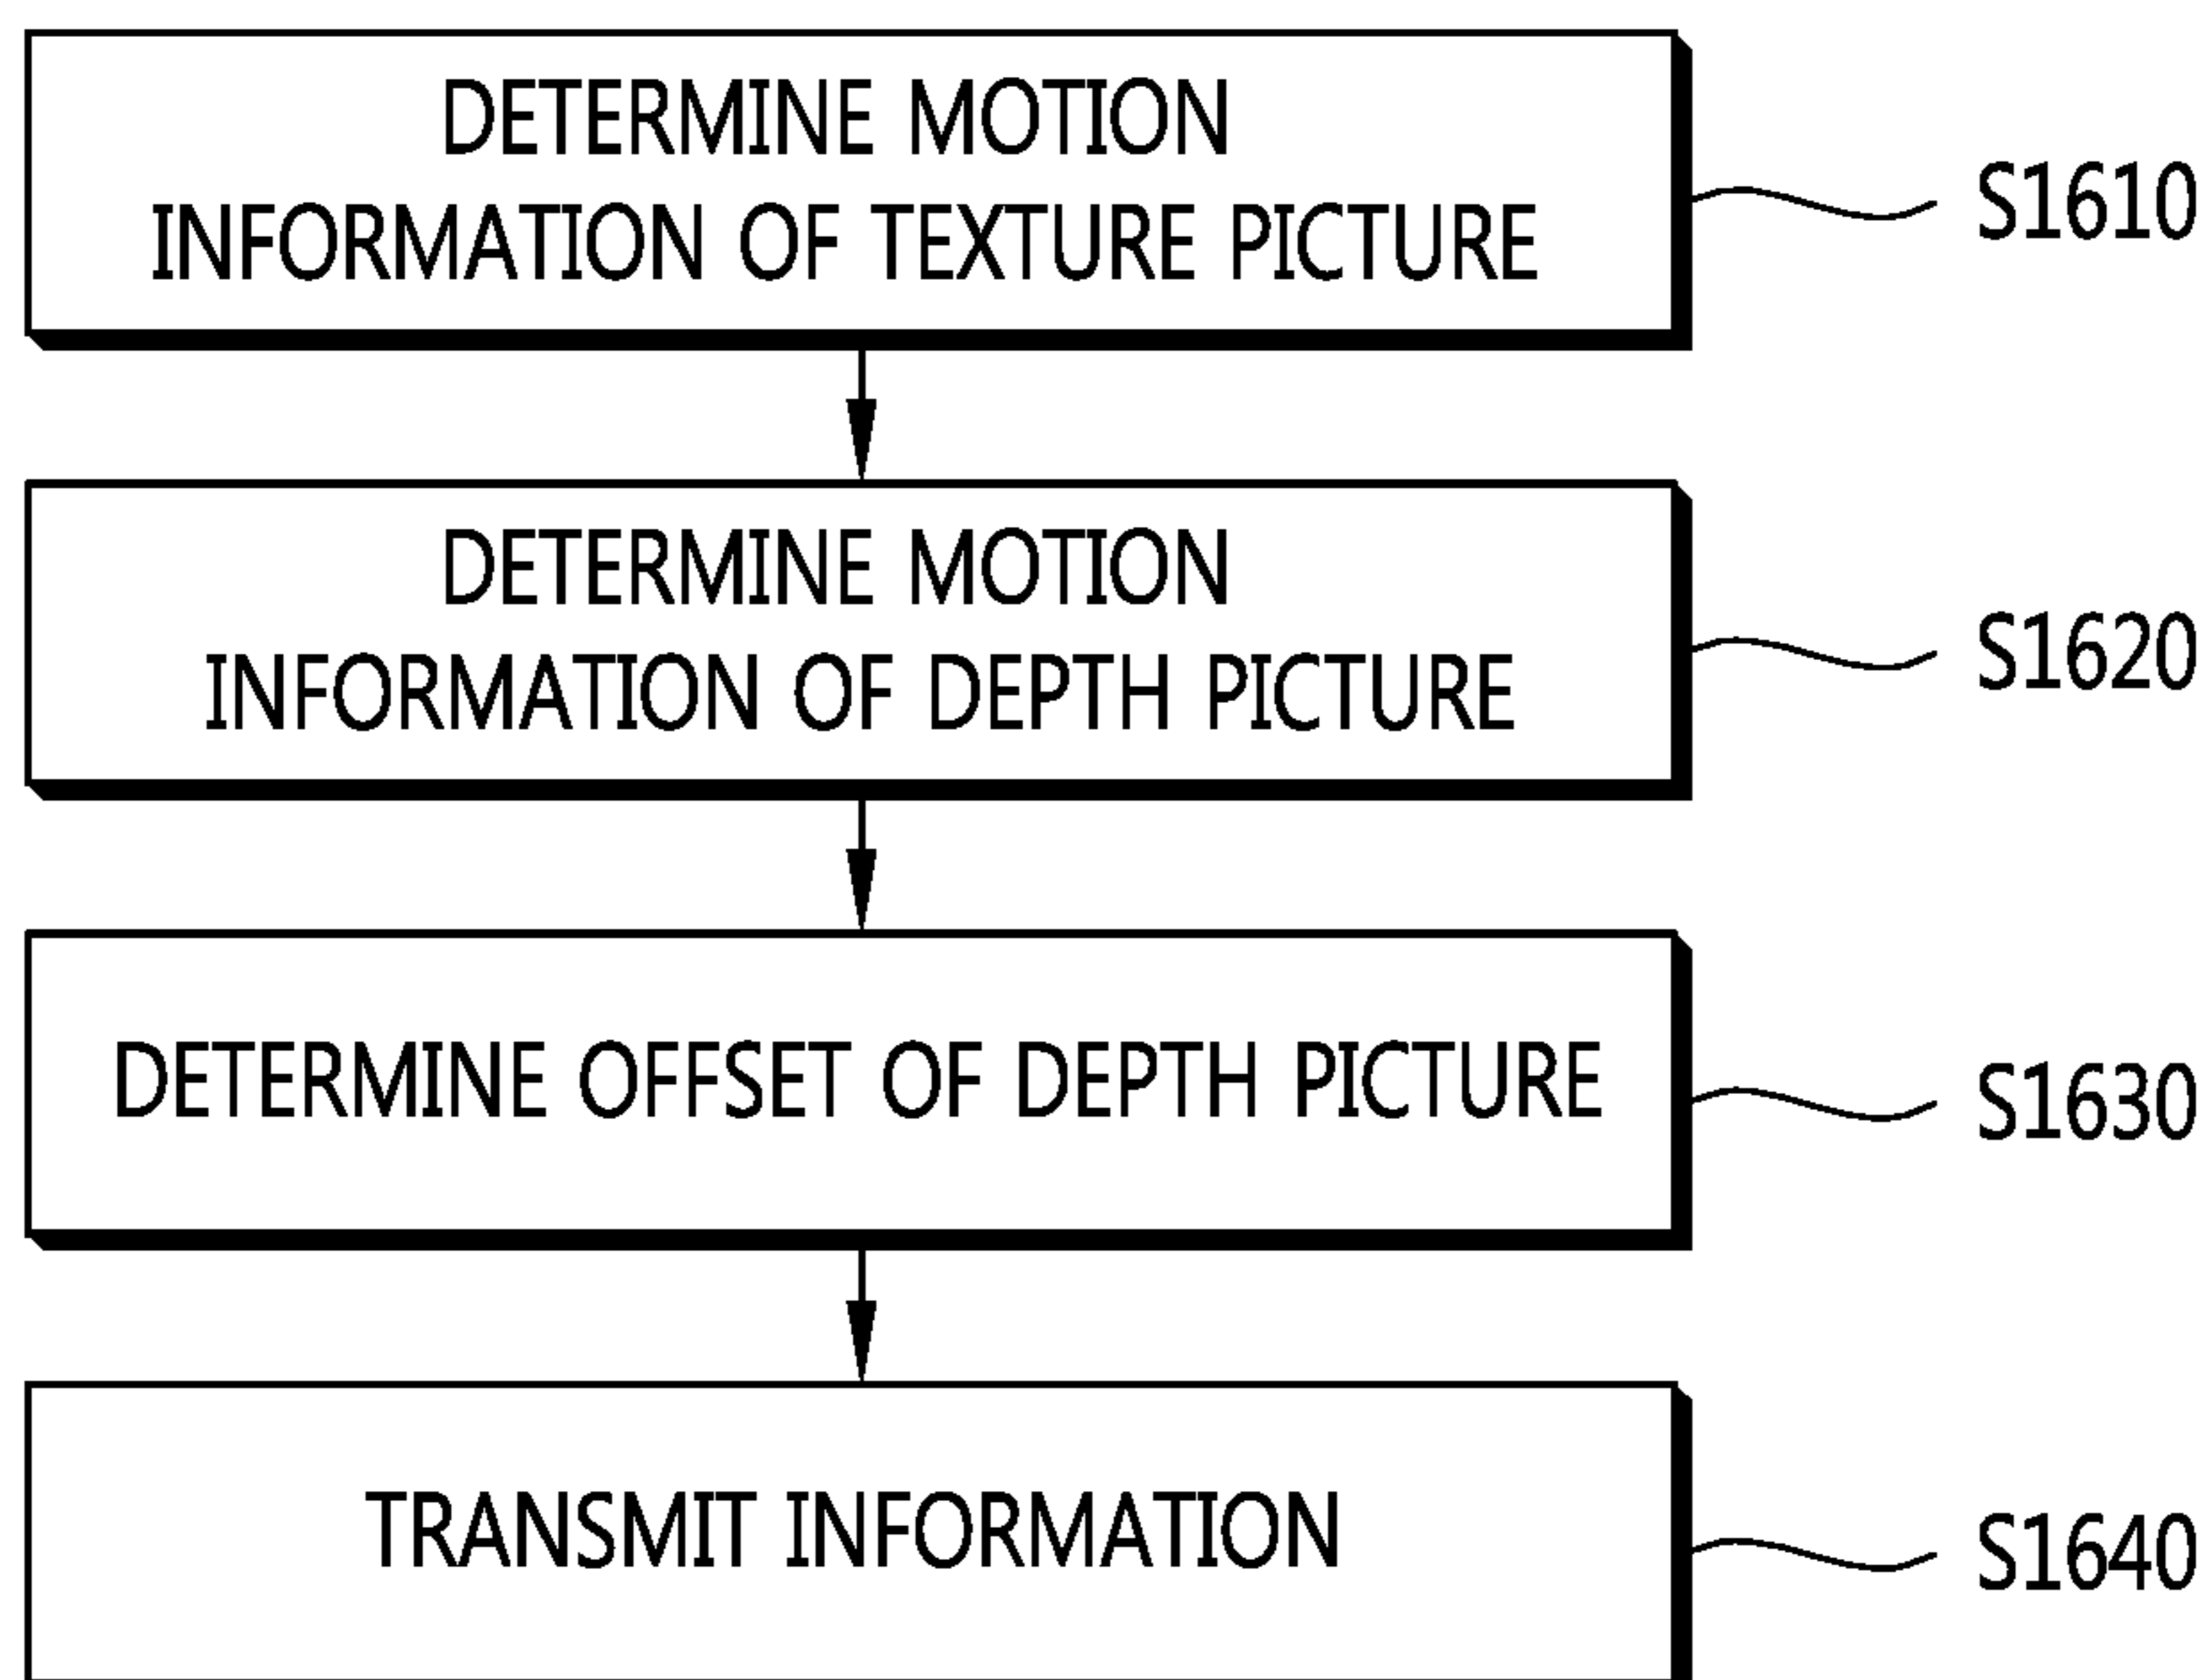 DETERMINE MOTION
INFORMATION OF TEXTURE PICTURE
S1610
DETERMINE MOTION
INFORMATION OF DEPTH PICTURE
S1620
DETERMINE OFFSET OF DEPTH PICTURE
S1630
TRANSMIT INFORMATION
S1640